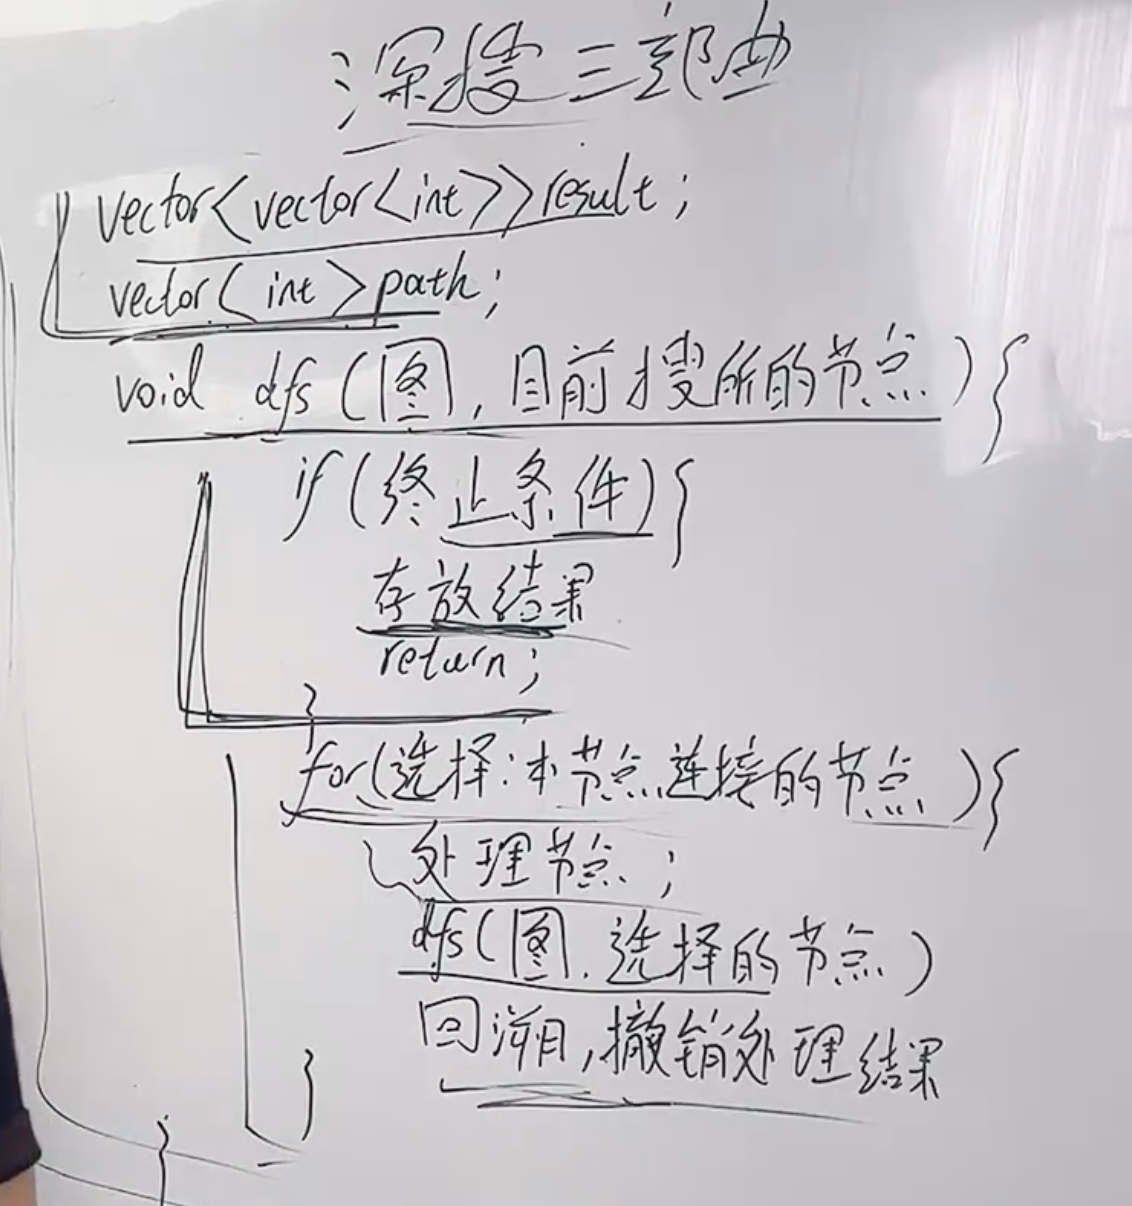 深搜三部曲
vector<vector<int>>result;
vector<int>path;
void dfs(图,目前搜所的节点){
if(终止条件){
存放结果
return;
}
for(选择:本节点连接的节点){
处理节点;
dfs(图.选择的节点)
回溯,撤销处理结果
}
}